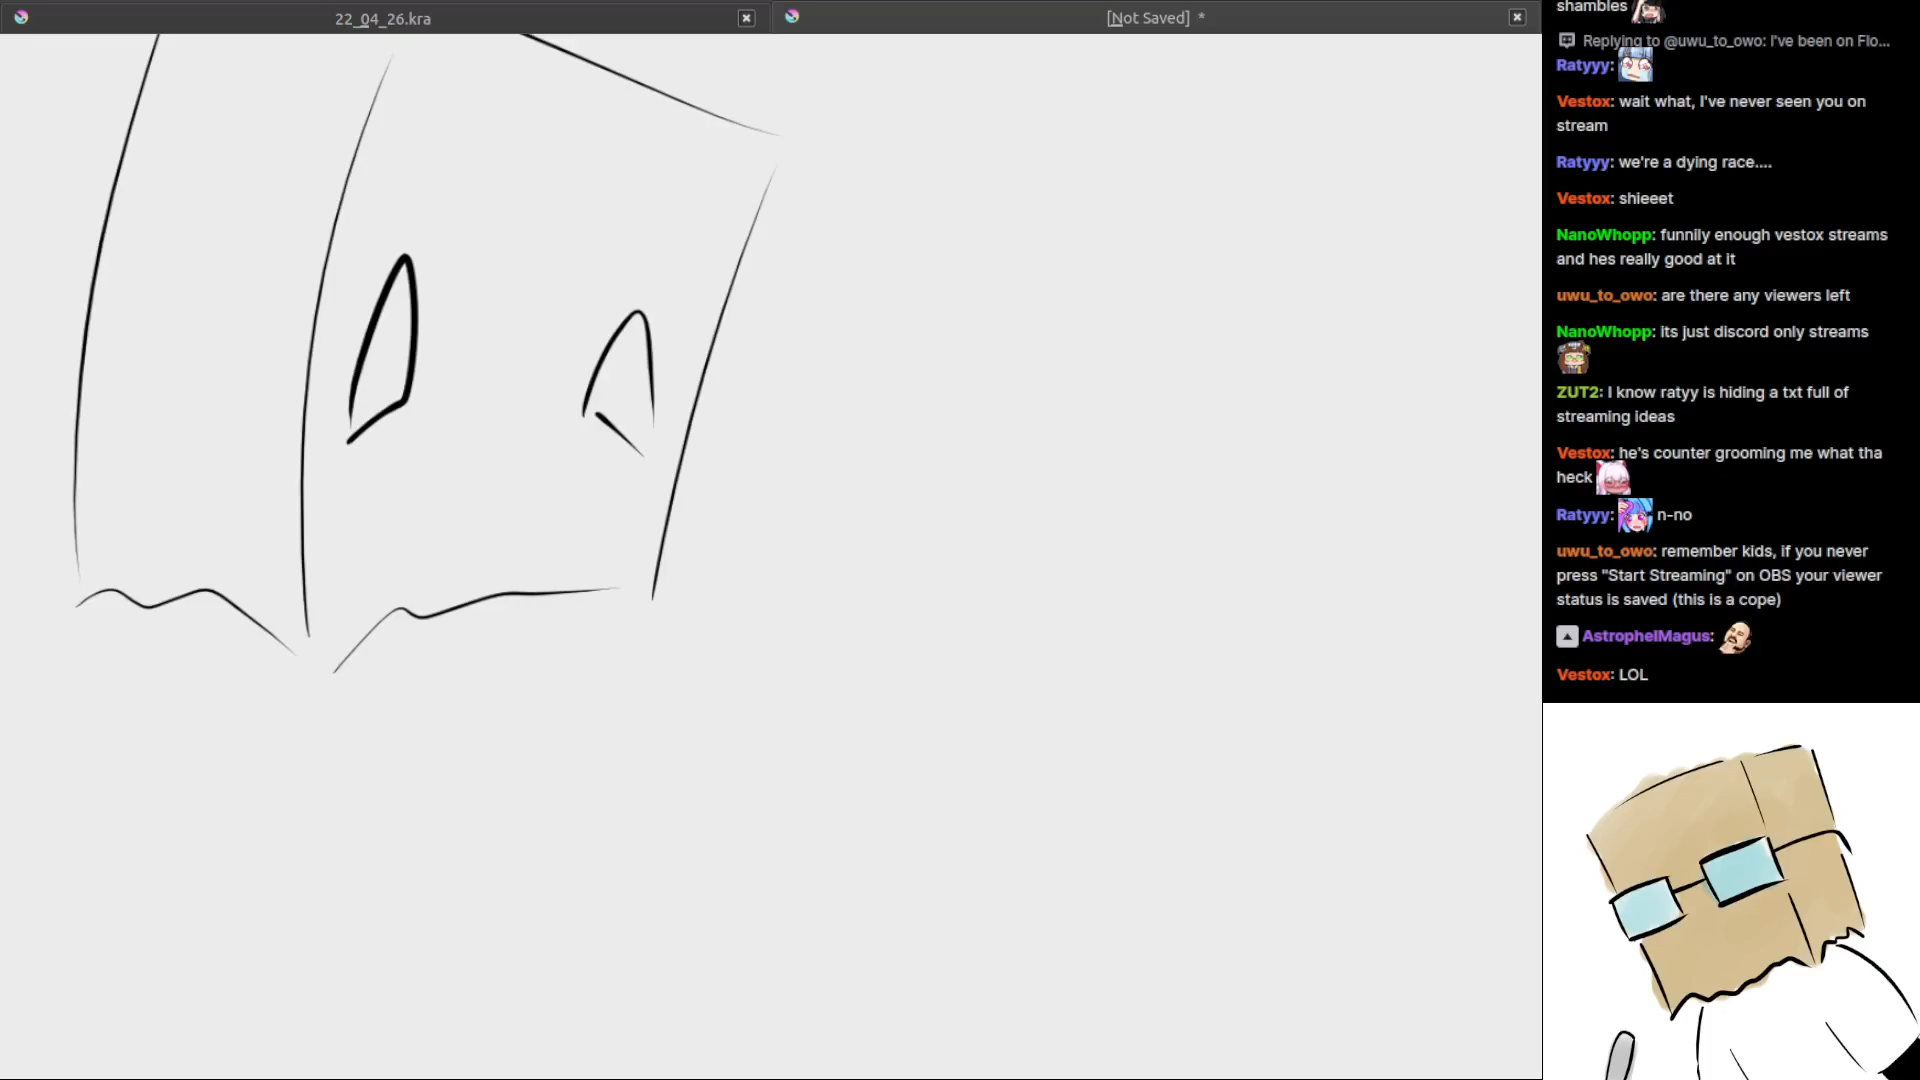 22_04_26.kra
[Not Saved] *
shambles
Replying to @uwu_to_owo: I've been on Flo...
Ratyyy:
Vestox: wait what, I've never seen you on
stream
Ratyyy: we're a dying race....
Vestox: shieeet
NanoWhopp: funnily enough vestox streams
and hes really good at it
uwu_to_owo: are there any viewers left
NanoWhopp: its just discord only streams
ZUT2: I know ratyy is hiding a txt full of
streaming ideas
Vestox: he's counter grooming me what tha
heck
Ratyyy: n-no
uwu_to_owo: remember kids, if you never
press "Start Streaming" on OBS your viewer
status is saved (this is a cope)
AstrophelMagus:
Vestox: LOL